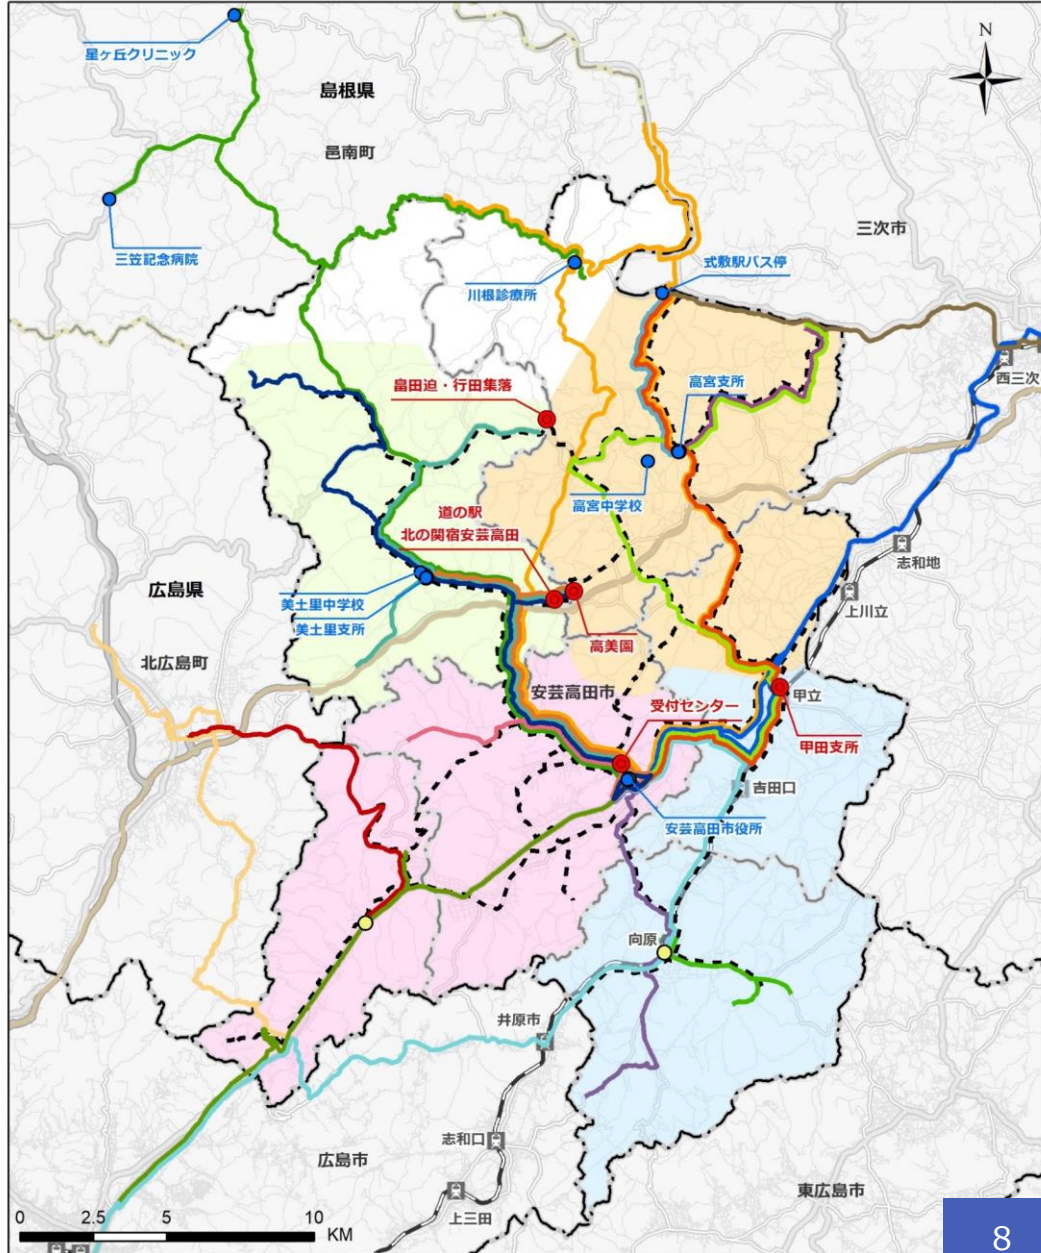 星ヶ丘クリニック
N
島根県
邑南町
三次市
三笠記念病院
式敷駅バス停
川根診療所
西三次
畠田迫・行田集落
高宮支所
道の駅
北の関宿安芸高田
高宮中学校
志和地
広島県
美土里中学校
上川立
美土里支所
高美園
北広島町
安芸高田市
甲立
受付センター
甲田支所
吉田口
安芸高田市役所
向原
井原市
志和口
広島市
東広島市
上三田
0 2.5 5 10
KM
8